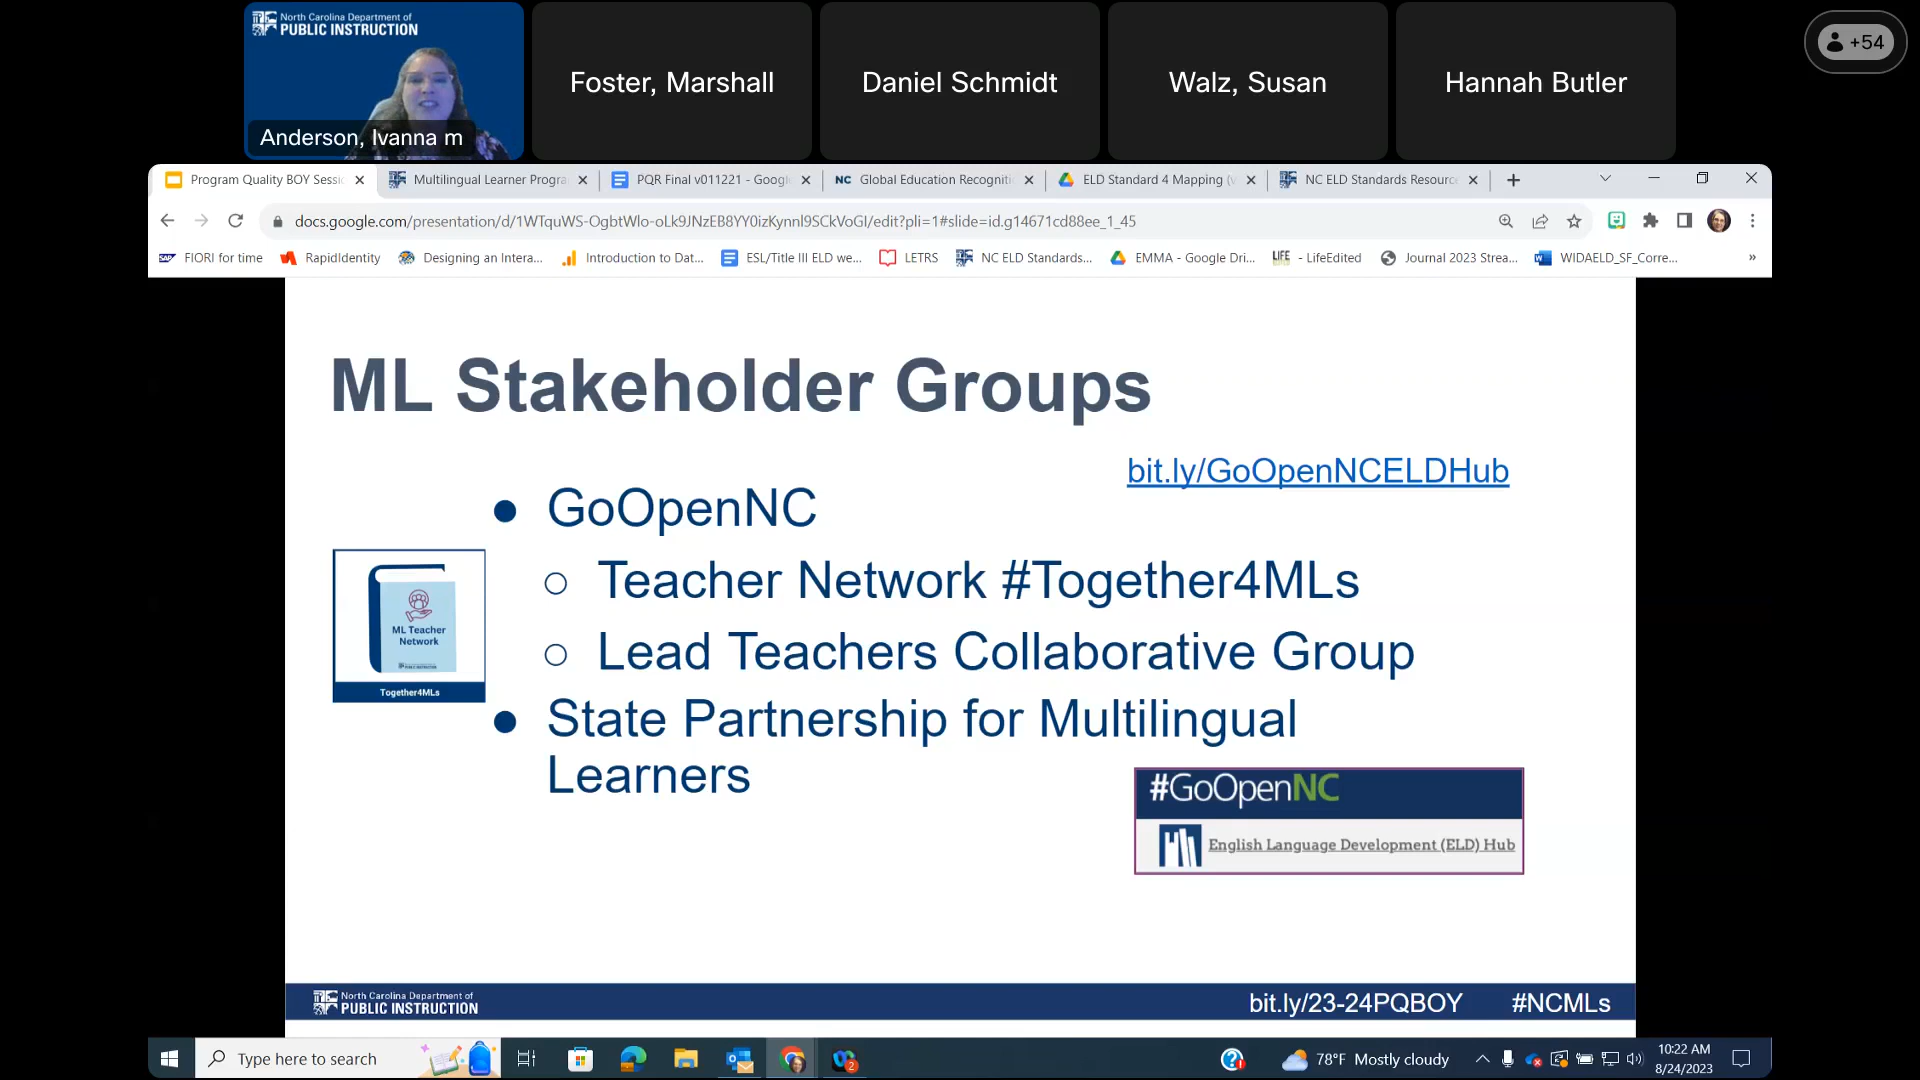 North Carolina Department of
PUBLIC INSTRUCTION
Anderson, Ivanna m
Foster, Marshall
Daniel Schmidt
Walz, Susan
Hannah Butler
+54
Program Quality BOY Sessi
Multilingual Learner Progra
PQR Final v011221 - Googl
NC Global Education Recogniti
ELD Standard 4 Mapping (
NC ELD Standards Resourc
docs.google.com/presentation/d/1WTquWS-OgbtWlo-oLk9JNzEB8YY0izKynnl9SCkVoGI/edit?pli=1#slide=id.g14671cd88ee_1_45
SAP FIORI for time
RapidIdentity
Designing an Intera...
Introduction to Dat...
ESL/Title III ELD we...
LETRS
NC ELD Standards...
EMMA - Google Dri...
LIFE - LifeEdited
Journal 2023 Strea...
WIDAELD_SF_Corre...
»
ML Stakeholder Groups
bit.ly/GoOpenNCELDHub
● GoOpenNC
○ Teacher Network #Together4MLs
○ Lead Teachers Collaborative Group
● State Partnership for Multilingual
Learners
ML Teacher
Network
PUBLIC INSTRUCTION
Together4MLs
#GoOpenNC
English Language Development (ELD) Hub
North Carolina Department of
PUBLIC INSTRUCTION
bit.ly/23-24PQBOY
#NCMLs
Type here to search
2
78°F Mostly cloudy
10:22 AM
8/24/2023